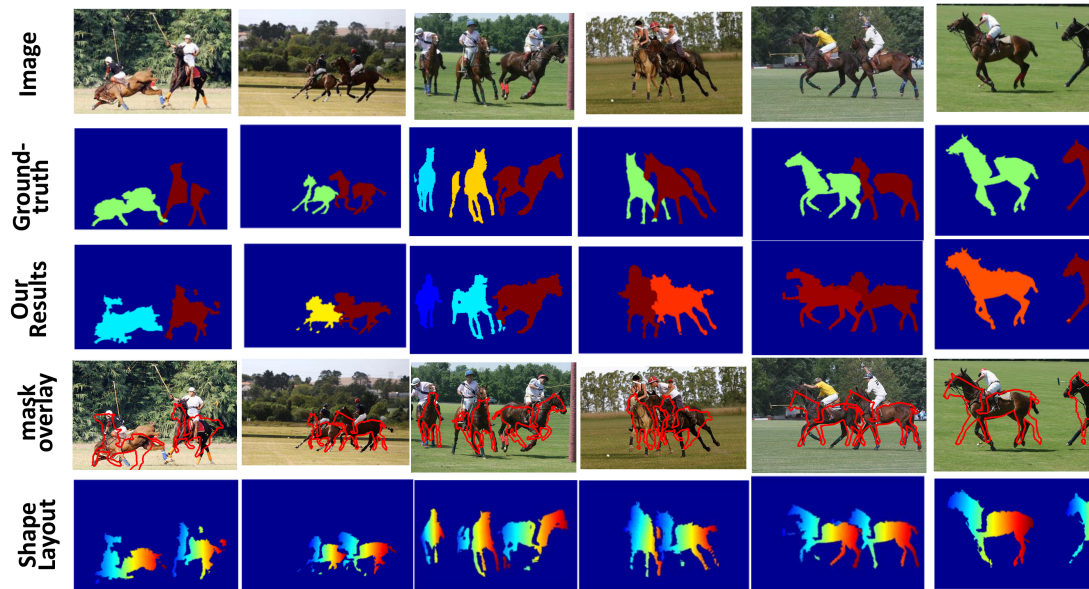 Image
Ground-
truth
Our
Results
mask
overlay
Shape
Layout